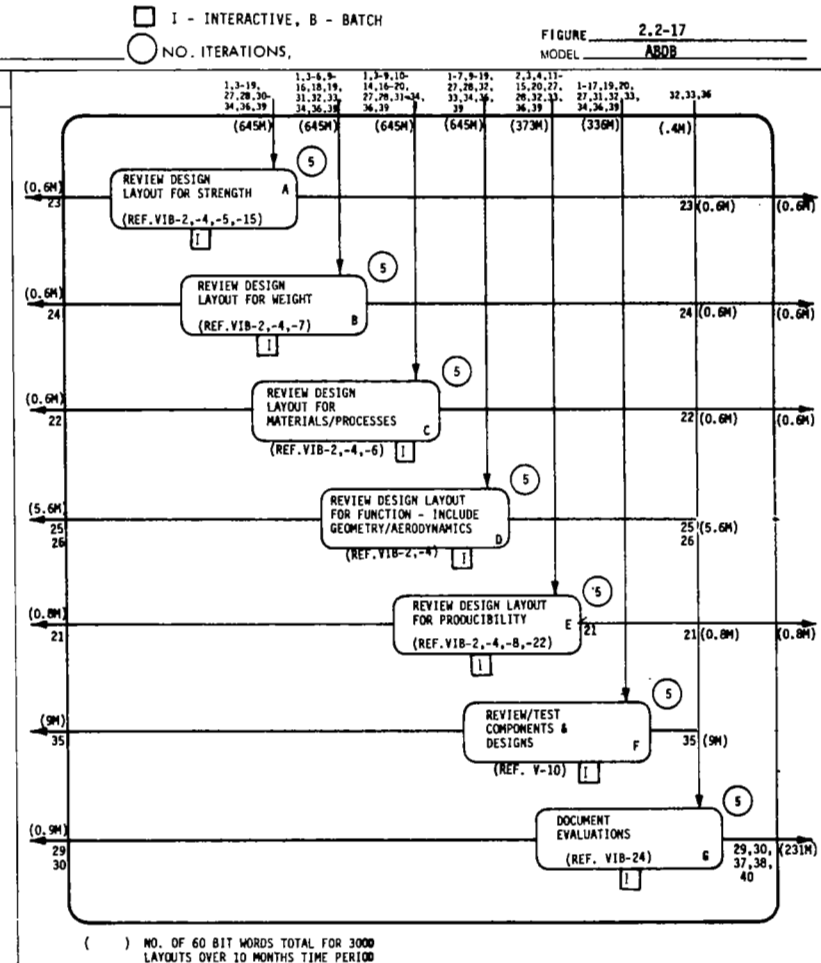 I - INTERACTIVE, B - BATCH
NO. ITERATIONS,
FIGURE 2.2-17
MODEL ABDB
1,3-19,
27,28,30-
34,36,39
(645M)
1,3-6,9-
16,18,19,
31,32,33,
34,36,39
(645M)
1,3-9,10-
14,16-20,
27,28,31-34,
36,39
(645M)
1-7,9-19,
27,28,32,
33,34,36,
39
(645M)
2,3,4,11-
15,20,27,
28,32,33,
36,39
(373M)
1-17,19,20,
27,31,32,33,
34,36,39
(336M)
32,33,36
(.4M)
5
(0.6M)
23
REVIEW DESIGN
LAYOUT FOR STRENGTH
A
(REF.VIB-2,-4,-5,-15)
I
23 (0.6M)
(0.6M)
5
(0.6M)
24
REVIEW DESIGN
LAYOUT FOR WEIGHT
(REF.VIB-2,-4,-7)
B
I
24 (0.6M)
(0.6M)
5
(0.6M)
22
REVIEW DESIGN
LAYOUT FOR
MATERIALS/PROCESSES
C
(REF.VIB-2,-4,-6)
I
22 (0.6M)
(0.6M)
5
(5.6M)
25
26
REVIEW DESIGN LAYOUT
FOR FUNCTION - INCLUDE
GEOMETRY/AERODYNAMICS
D
(REF.VIB-2,-4)
I
25 (5.6M)
26
5
(0.8M)
21
REVIEW DESIGN LAYOUT
FOR PRODUCIBILITY
E
21
(REF.VIB-2,-4,-8,-22)
I
21 (0.8M)
(0.8M)
5
(9M)
35
REVIEW/TEST
COMPONENTS &
DESIGNS
F
(REF. V-10)
I
35 (9M)
5
(0.9M)
29
30
DOCUMENT
EVALUATIONS
(REF. VIB-24)
G
I
29,30,
37,38,
40
(231M)
( ) NO. OF 60 BIT WORDS TOTAL FOR 3000
LAYOUTS OVER 10 MONTHS TIME PERIOD